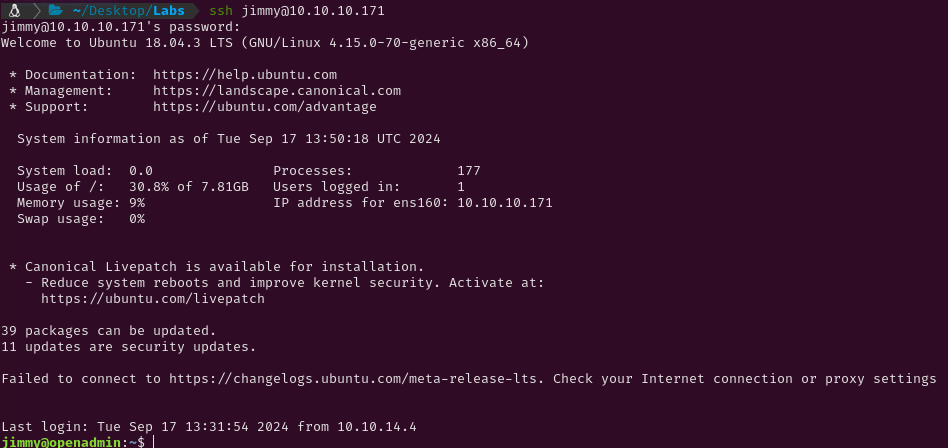 ~/Desktop/Labs ssh jimmy@10.10.10.171
jimmy@10.10.10.171's password:
Welcome to Ubuntu 18.04.3 LTS (GNU/Linux 4.15.0-70-generic x86_64)
* Documentation:  https://help.ubuntu.com
* Management:     https://landscape.canonical.com
* Support:        https://ubuntu.com/advantage
System information as of Tue Sep 17 13:50:18 UTC 2024
System load:  0.0               Processes:             177
Usage of /:   30.8% of 7.81GB   Users logged in:       1
Memory usage: 9%                IP address for ens160: 10.10.10.171
Swap usage:   0%
* Canonical Livepatch is available for installation.
- Reduce system reboots and improve kernel security. Activate at:
https://ubuntu.com/livepatch
39 packages can be updated.
11 updates are security updates.
Failed to connect to https://changelogs.ubuntu.com/meta-release-lts. Check your Internet connection or proxy settings
Last login: Tue Sep 17 13:31:54 2024 from 10.10.14.4
jimmy@openadmin:~$